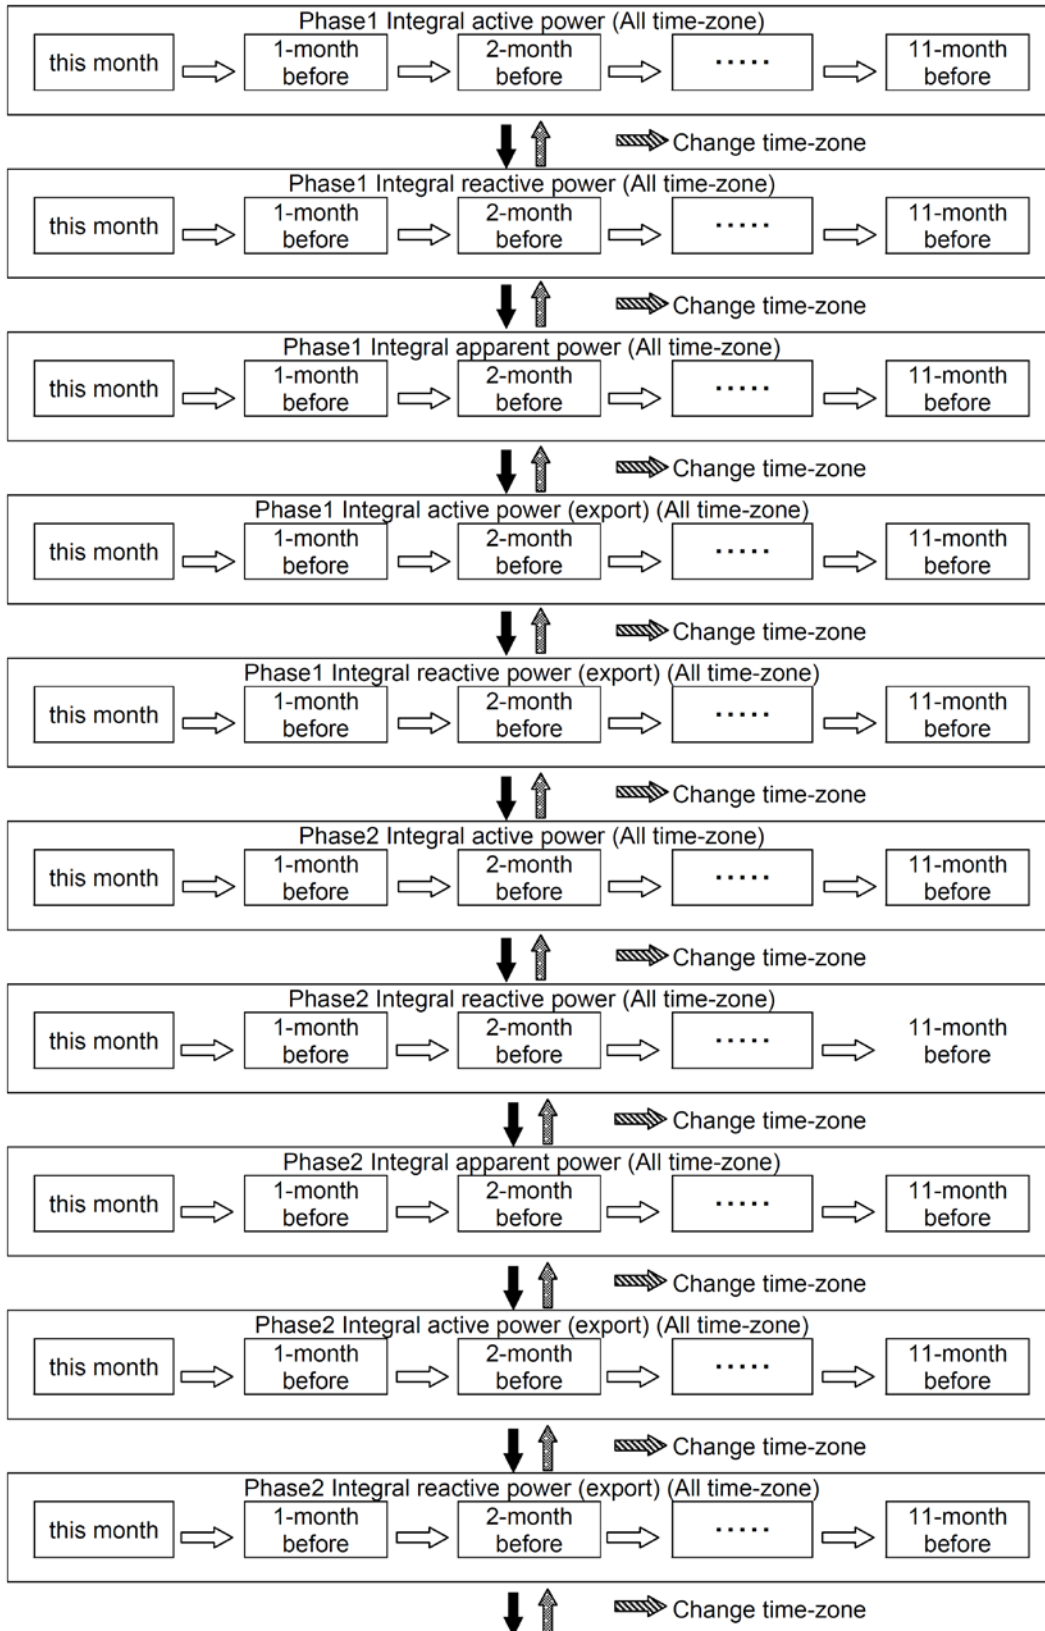 Phase1 Integral active power (All time-zone)
this month 1-month before 2-month before ..... 11-month before
Change time-zone
Phase1 Integral reactive power (All time-zone)
this month 1-month before 2-month before ..... 11-month before
Change time-zone
Phase1 Integral apparent power (All time-zone)
this month 1-month before 2-month before ..... 11-month before
Change time-zone
Phase1 Integral active power (export) (All time-zone)
this month 1-month before 2-month before ..... 11-month before
Change time-zone
Phase1 Integral reactive power (export) (All time-zone)
this month 1-month before 2-month before ..... 11-month before
Change time-zone
Phase2 Integral active power (All time-zone)
this month 1-month before 2-month before ..... 11-month before
Change time-zone
Phase2 Integral reactive power (All time-zone)
this month 1-month before 2-month before ..... 11-month before
Change time-zone
Phase2 Integral apparent power (All time-zone)
this month 1-month before 2-month before ..... 11-month before
Change time-zone
Phase2 Integral active power (export) (All time-zone)
this month 1-month before 2-month before ..... 11-month before
Change time-zone
Phase2 Integral reactive power (export) (All time-zone)
this month 1-month before 2-month before ..... 11-month before
Change time-zone